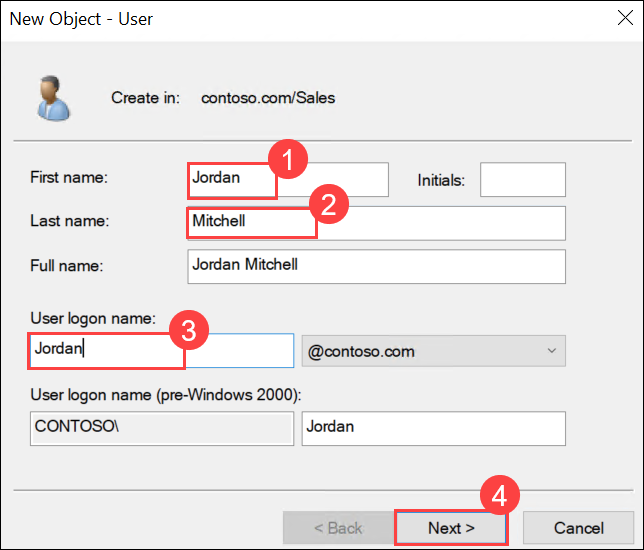 New Object - User
Create in: contoso.com/Sales
First name: Jordan 1 Initials:
Last name: Mitchell 2
Full name: Jordan Mitchell
User logon name:
Jordan 3 @contoso.com
User logon name (pre-Windows 2000):
CONTOSO\ Jordan
4
< Back Next > Cancel